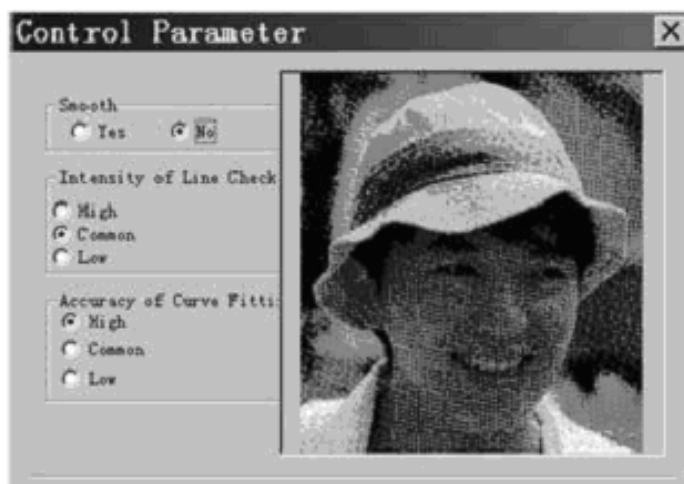 Control Parameter
Smooth
Yes No
Intensity of Line Check
High
Common
Low
Accuracy of Curve Fitti
High
Common
Low